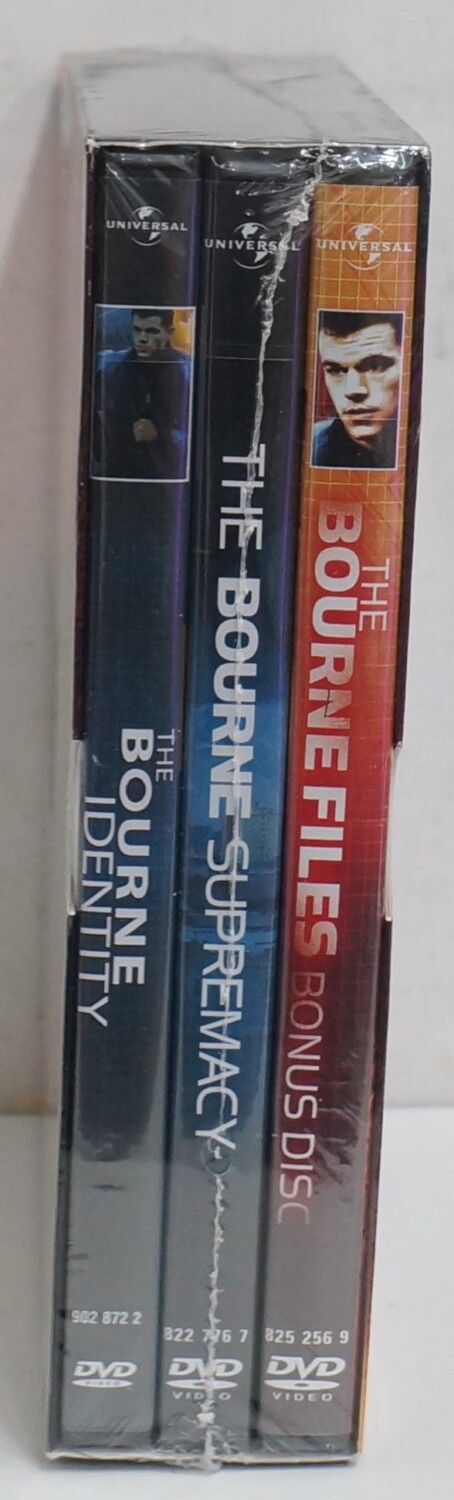 UNIVERSAL
THE
BOURNE
IDENTITY
902 872 2
DVD
VIDEO
UNIVERSAL
THE BOURNE SUPREMACY
822 776 7
DVD
VIDEO
UNIVERSAL
THE
BOURNE FILES BONUS DISC
825 256 9
DVD
VIDEO